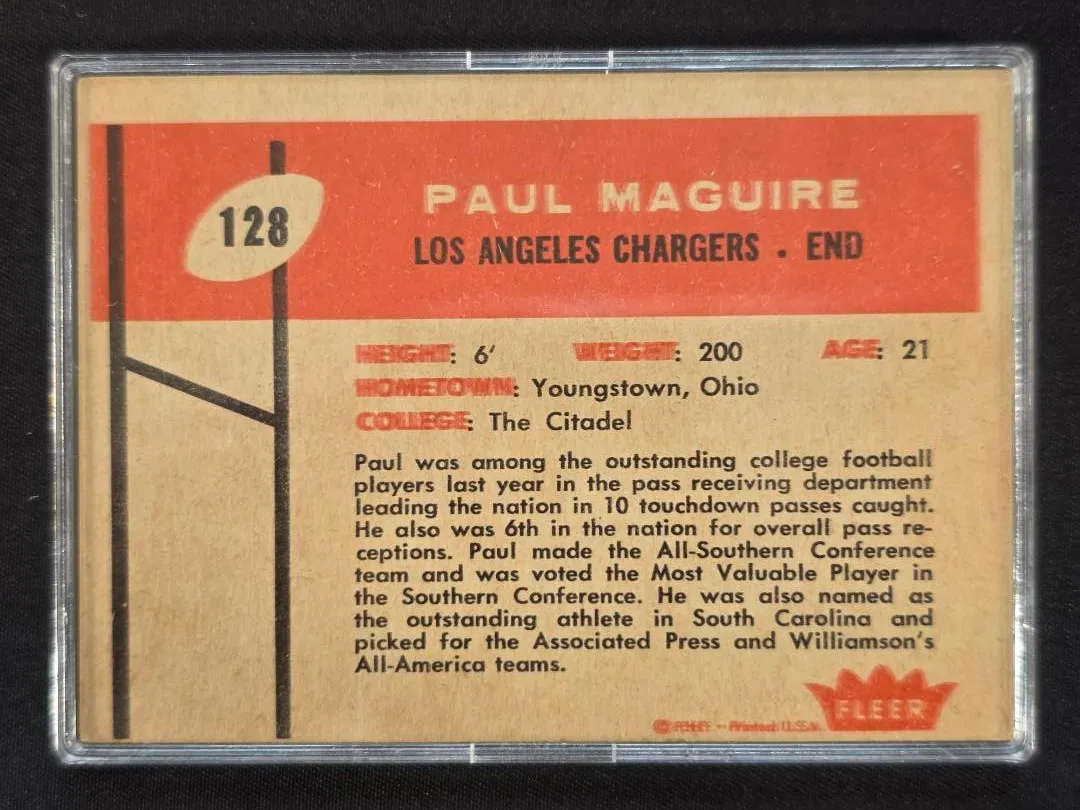 128
PAUL MAGUIRE
LOS ANGELES CHARGERS . END
HEIGHT: 6' WEIGHT: 200 AGE: 21
HOMETOWN: Youngstown, Ohio
COLLEGE: The Citadel
Paul was among the outstanding college football
players last year in the pass receiving department
leading the nation in 10 touchdown passes caught.
He also was 6th in the nation for overall pass re-
ceptions. Paul made the All-Southern Conference
team and was voted the Most Valuable Player in
the Southern Conference. He was also named as
the outstanding athlete in South Carolina and
picked for the Associated Press and Williamson's
All-America teams.
FLEER
Printed U.S.A.